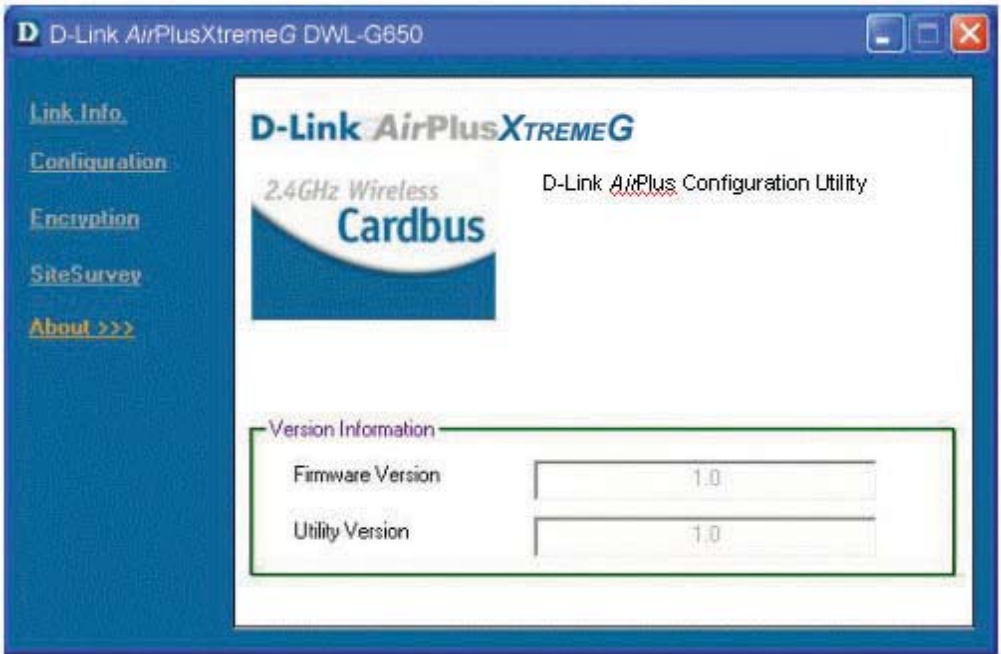 D D-Link AirPlusXtremeG DWL-G650
Link Info.
Configuration
Encryption
SiteSurvey
About >>>
D-Link AirPlusXTREMEG
2.4GHz Wireless
Cardbus
D-Link AirPlus Configuration Utility
Version Information
Firmware Version 1.0
Utility Version 1.0